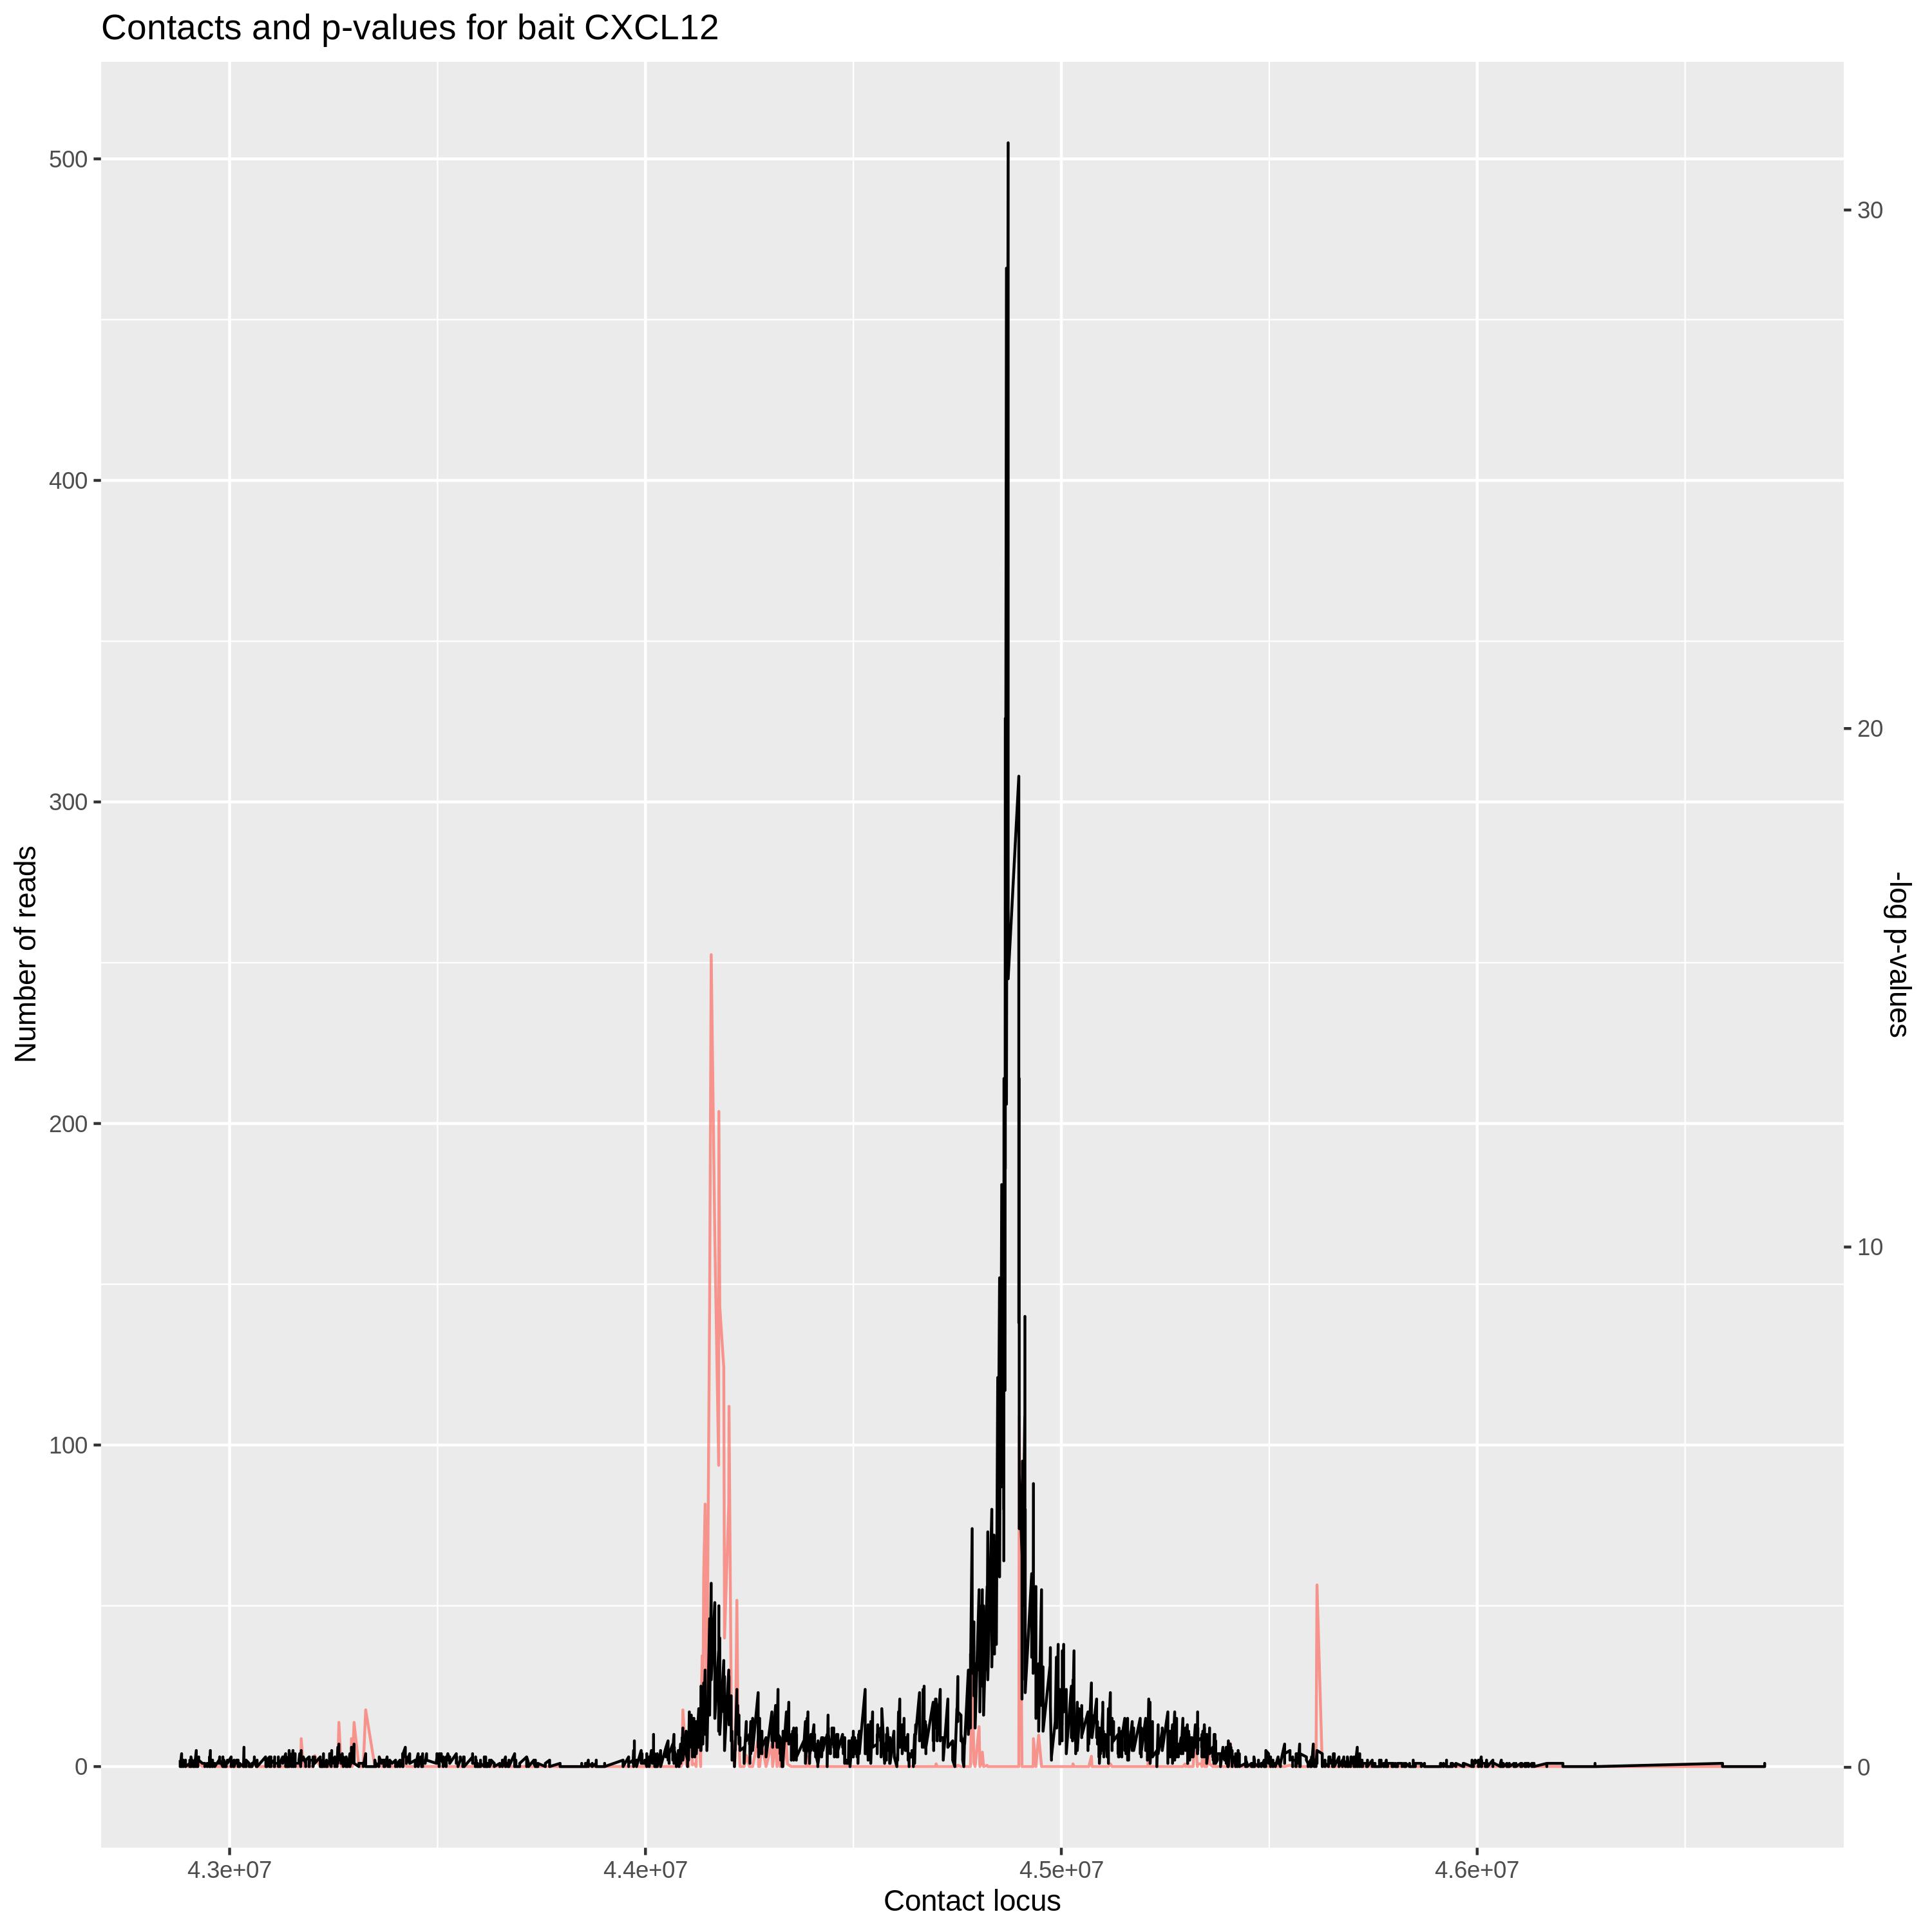 Contacts and p-values for bait CXCL12
500
400
300
200
100
0
Number of reads
30
20
10
0
-log p-values
4.3e+07
4.4e+07
4.5e+07
4.6e+07
Contact locus